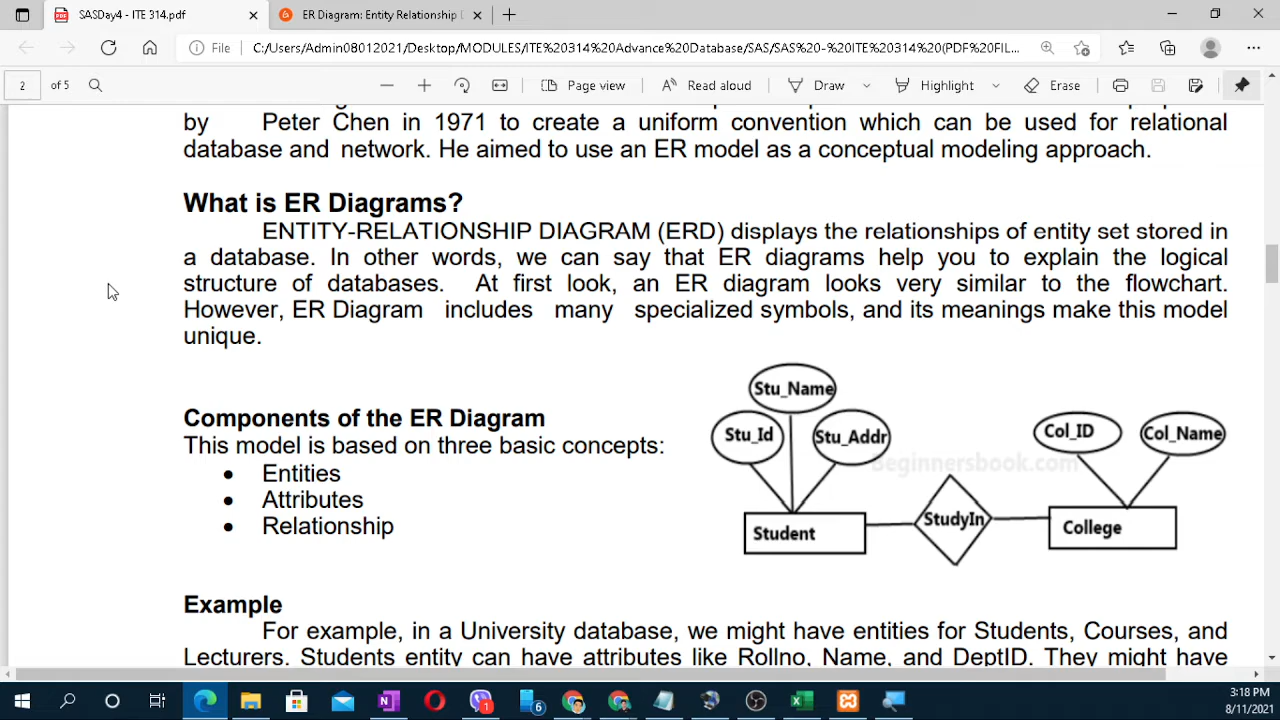 SASDay4 - ITE 314.pdf
ER Diagram: Entity Relationship
File
C:/Users/Admin08012021/Desktop/MODULES/ITE%20314%20Advance%20Database/SAS/SAS%20-%20ITE%20314%20(PDF%20FIL...
2 of 5
Page view
Read aloud
Draw
Highlight
Erase
by Peter Chen in 1971 to create a uniform convention which can be used for relational
database and network. He aimed to use an ER model as a conceptual modeling approach.
What is ER Diagrams?
ENTITY-RELATIONSHIP DIAGRAM (ERD) displays the relationships of entity set stored in
a database. In other words, we can say that ER diagrams help you to explain the logical
structure of databases. At first look, an ER diagram looks very similar to the flowchart.
However, ER Diagram includes many specialized symbols, and its meanings make this model
unique.
Components of the ER Diagram
This model is based on three basic concepts:
• Entities
• Attributes
• Relationship
Stu_Name
Stu_Id
Stu_Addr
Col_ID
Col_Name
Beginnersbook.com
Student
StudyIn
College
Example
For example, in a University database, we might have entities for Students, Courses, and
Lecturers. Students entity can have attributes like Rollno, Name, and DeptID. They might have
1
6
3:18 PM
8/11/2021